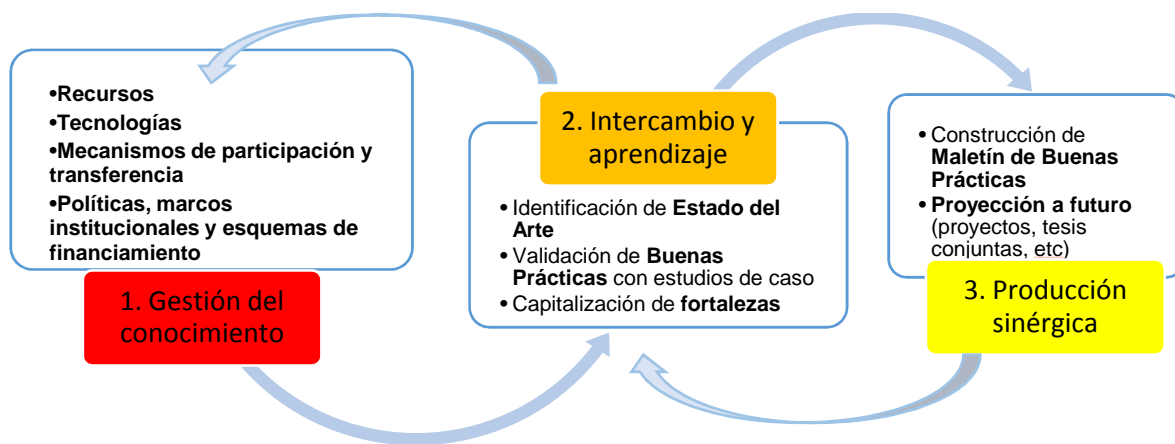 •Recursos
•Tecnologías
•Mecanismos de participación y
transferencia
•Políticas, marcos
institucionales y esquemas de
financiamiento
1. Gestión del
conocimiento
2. Intercambio y
aprendizaje
• Identificación de Estado del
Arte
• Validación de Buenas
Prácticas con estudios de caso
• Capitalización de fortalezas
• Construcción de
Maletín de Buenas
Prácticas
• Proyección a futuro
(proyectos, tesis
conjuntas, etc)
3. Producción
sinérgica